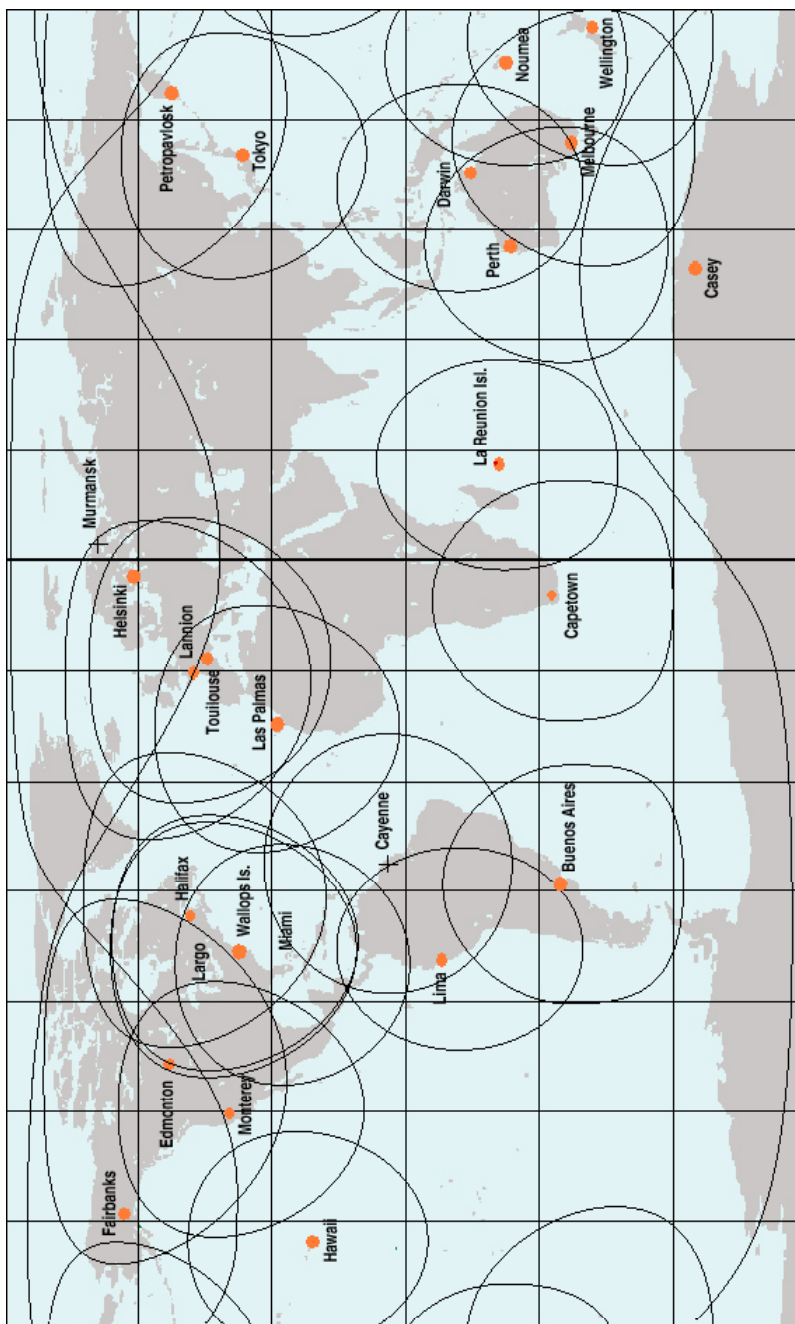 Fairbanks
Murmansk
Helsinki
Petropavlosk
Edmonton
Halifax
Lannion
Largo
Toulouse
Monterey
Wallops Is.
Tokyo
Las Palmas
Miami
Hawaii
Cayenne
Lima
Darwin
La Reunion Isl.
Perth
Noumea
Buenos Aires
Capetown
Melbourne
Wellington
Casey